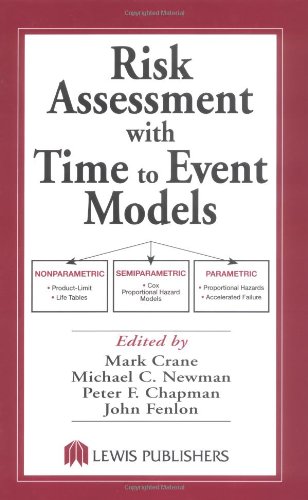 Risk
Assessment
with
Time to Event
Models
NONPARAMETRIC
• Product-Limit
• Life Tables
SEMIPARAMETRIC
• Cox
Proportional Hazard
Models
PARAMETRIC
• Proportional Hazards
• Accelerated Failure
Edited by
Mark Crane
Michael C. Newman
Peter F. Chapman
John Fenlon
LEWIS PUBLISHERS